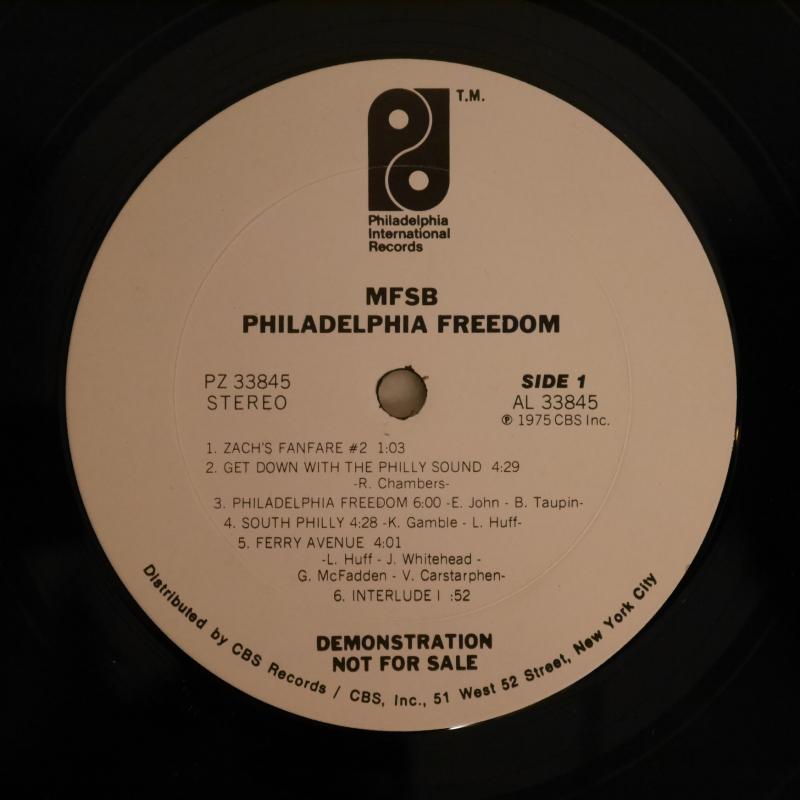 T.M.
Philadelphia
International
Records
MFSB
PHILADELPHIA FREEDOM
PZ 33845
STEREO
SIDE 1
AL 33845
℗ 1975 CBS Inc.
1. ZACH'S FANFARE #2 1:03
2. GET DOWN WITH THE PHILLY SOUND 4:29
-R. Chambers-
3. PHILADELPHIA FREEDOM 6:00 -E. John - B. Taupin-
4. SOUTH PHILLY 4:28 -K. Gamble - L. Huff-
5. FERRY AVENUE 4:01
-L. Huff - J. Whitehead -
G. McFadden - V. Carstarphen-
6. INTERLUDE I :52
DEMONSTRATION
NOT FOR SALE
Distributed by CBS Records / CBS, Inc., 51 West 52 Street, New York City